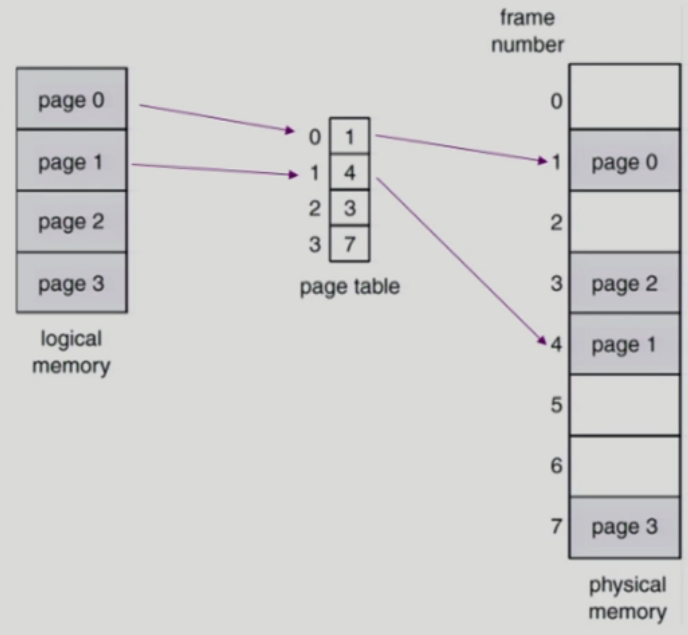 page 0
page 1
page 2
page 3
logical
memory
0 1
1 4
2 3
3 7
page table
frame
number
0
1 page 0
2
3 page 2
4 page 1
5
6
7 page 3
physical
memory